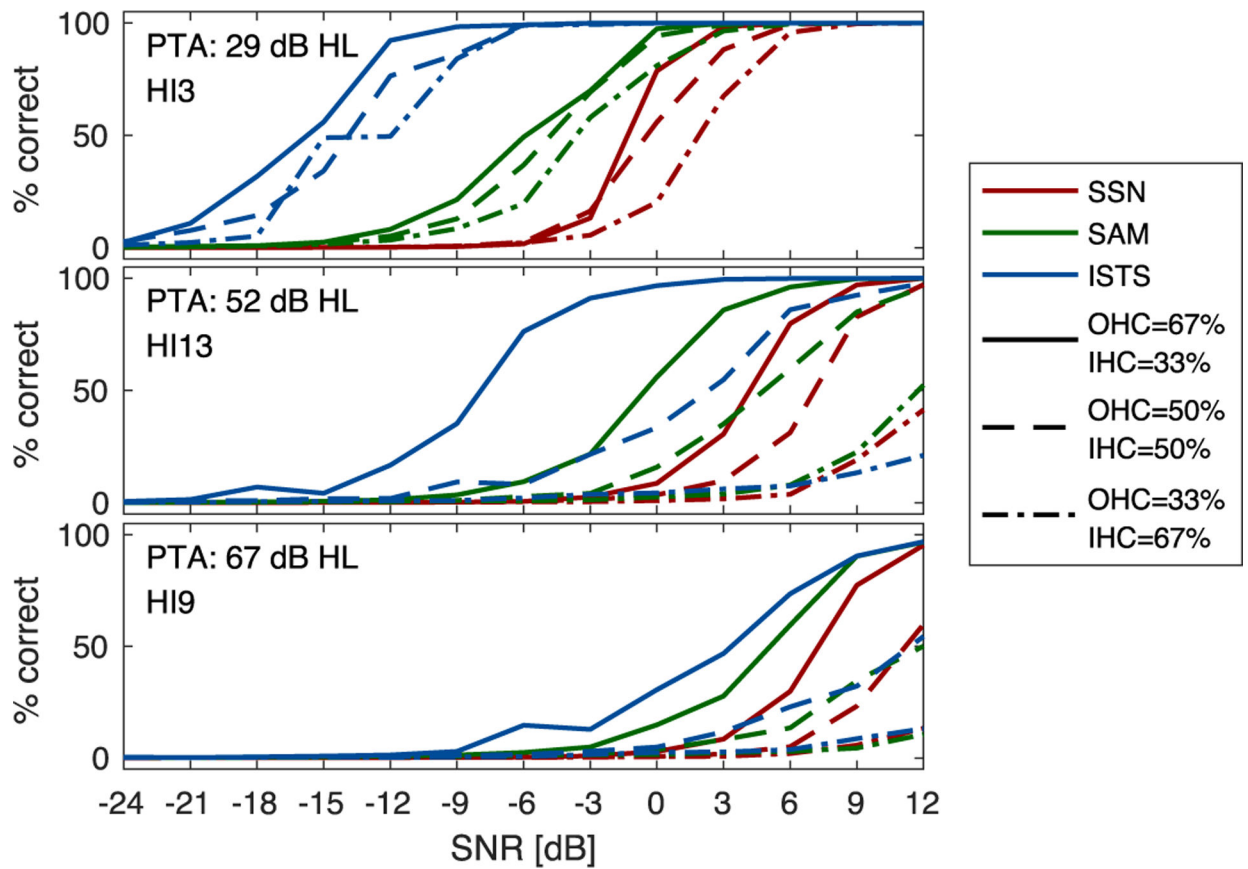 100
50
0
% correct
PTA: 29 dB HL
HI3
100
50
0
% correct
PTA: 52 dB HL
HI13
100
50
0
% correct
PTA: 67 dB HL
HI9
-24 -21 -18 -15 -12 -9 -6 -3 0 3 6 9 12
SNR [dB]
SSN
SAM
ISTS
OHC=67%
IHC=33%
OHC=50%
IHC=50%
OHC=33%
IHC=67%